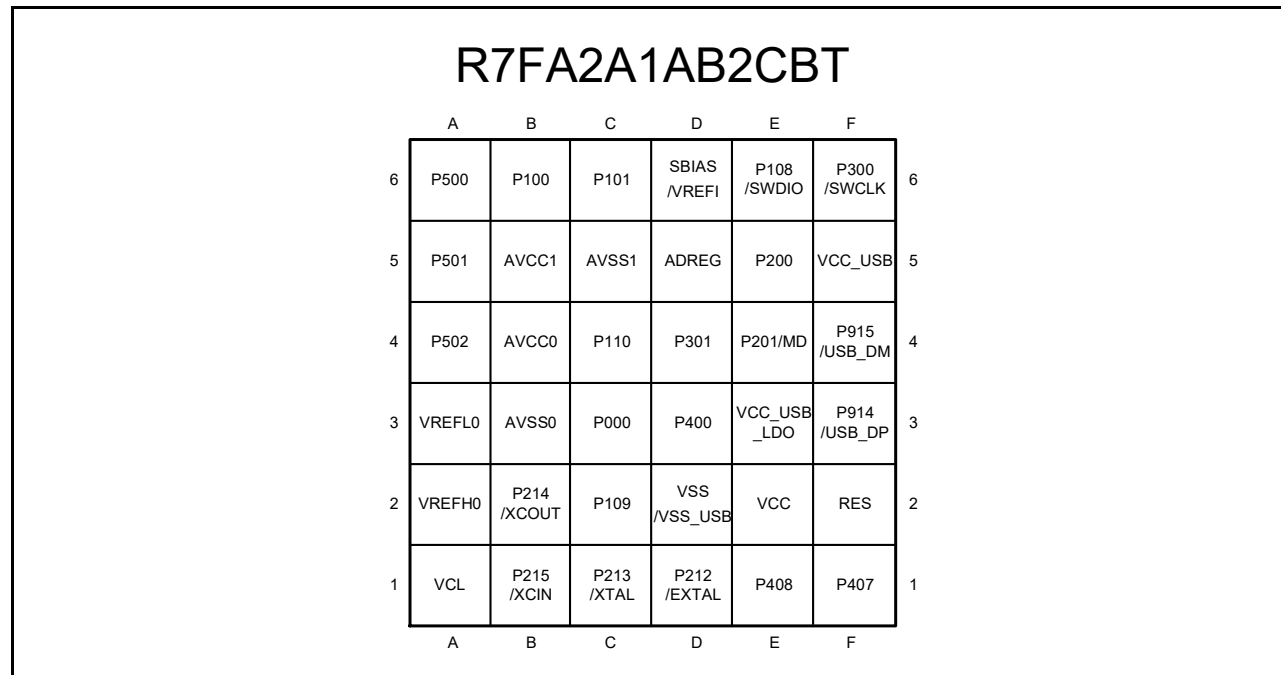 R7FA2A1AB2CBT
A B C D E F
6 P500 P100 P101 SBIAS /VREFI P108 /SWDIO P300 /SWCLK 6
5 P501 AVCC1 AVSS1 ADREG P200 VCC_USB 5
4 P502 AVCC0 P110 P301 P201/MD P915 /USB_DM 4
3 VREFL0 AVSS0 P000 P400 VCC_USB _LDO P914 /USB_DP 3
2 VREFH0 P214 /XCOUT P109 VSS /VSS_USB VCC RES 2
1 VCL P215 /XCIN P213 /XTAL P212 /EXTAL P408 P407 1
A B C D E F